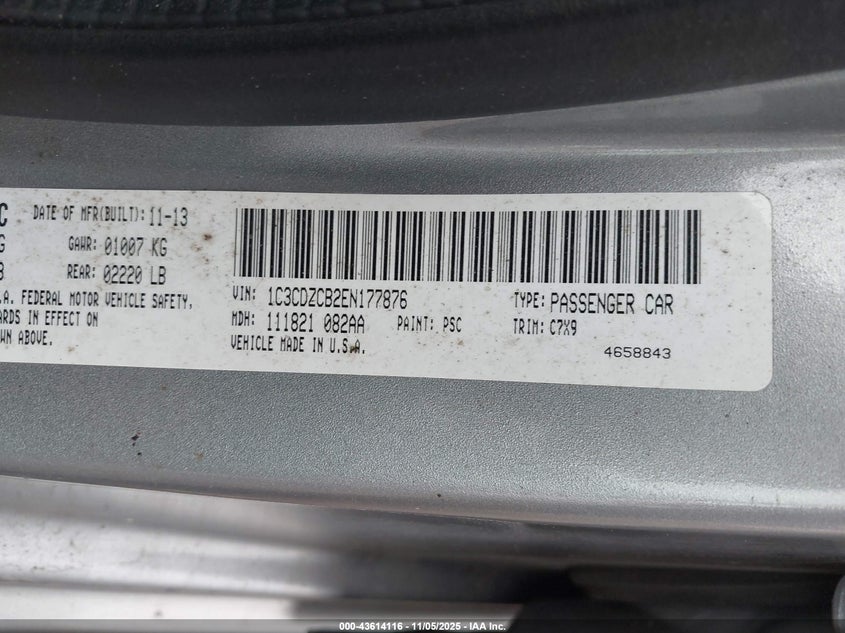 C DATE OF MFR(BUILT): 11-13
G GAWR: 01007 KG
B REAR: 02220 LB
.A. FEDERAL MOTOR VEHICLE SAFETY,
ARDS IN EFFECT ON
WN ABOVE.
VIN: 1C3CDZCB2EN177876 TYPE: PASSENGER CAR
MDH: 111821 082AA PAINT: PSC TRIM: C7X9
VEHICLE MADE IN U.S.A.
4658843
000-43614116 - 11/05/2025 - IAA Inc.